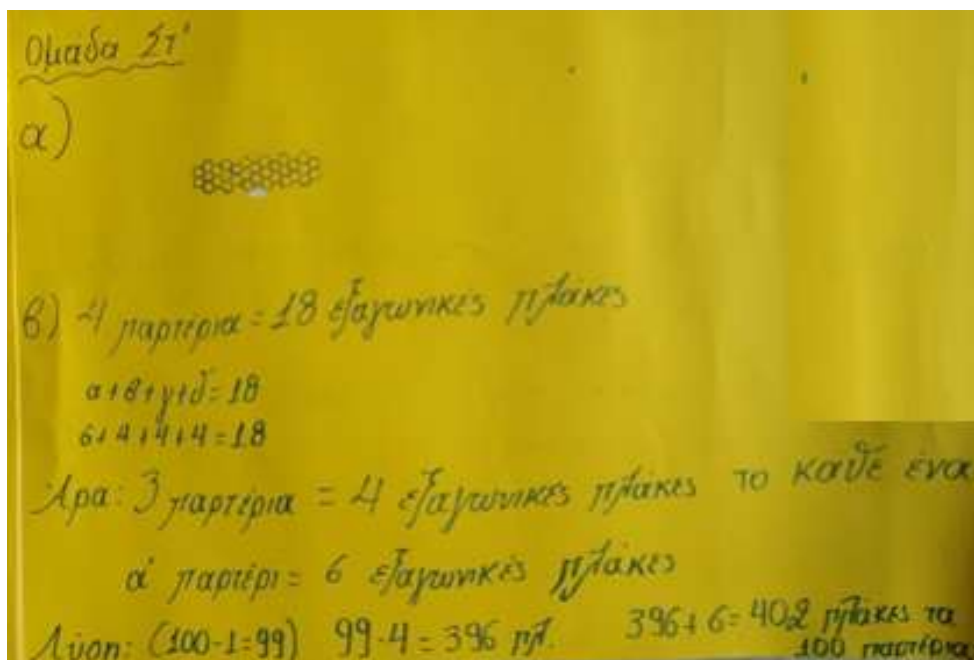 Ομάδα Στ'
α)
β) 4 παρτέρια = 18 εξαγωνικές πλάκες
α+β+γ+δ=18
6+4+4+4=18
Άρα: 3 παρτέρια = 4 εξαγωνικές πλάκες το κάθε ένα
α' παρτέρι = 6 εξαγωνικές πλάκες
Λύση: (100-1=99) 99·4=396 πλ. 396+6=402 πλάκες τα
100 παρτέρια